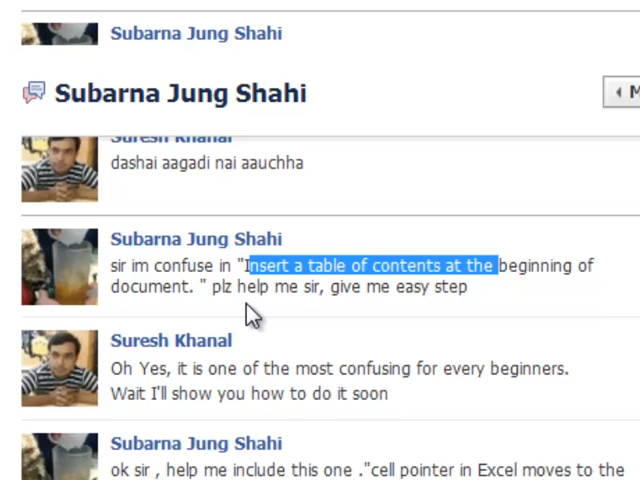 Subarna Jung Shahi
Subarna Jung Shahi
M
Suresh Khanal
dashai aagadi nai aauchha
Subarna Jung Shahi
sir im confuse in "Insert a table of contents at the beginning of
document. " plz help me sir, give me easy step
Suresh Khanal
Oh Yes, it is one of the most confusing for every beginners.
Wait I'll show you how to do it soon
Subarna Jung Shahi
ok sir , help me include this one ."cell pointer in Excel moves to the